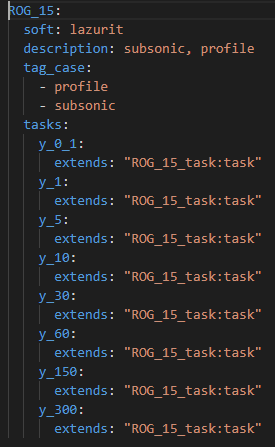 ROG_15:
  soft: lazurit
  description: subsonic, profile
  tag_case:
    - profile
    - subsonic
  tasks:
    y_0_1:
      extends: "ROG_15_task:task"
    y_1:
      extends: "ROG_15_task:task"
    y_5:
      extends: "ROG_15_task:task"
    y_10:
      extends: "ROG_15_task:task"
    y_30:
      extends: "ROG_15_task:task"
    y_60:
      extends: "ROG_15_task:task"
    y_150:
      extends: "ROG_15_task:task"
    y_300:
      extends: "ROG_15_task:task"